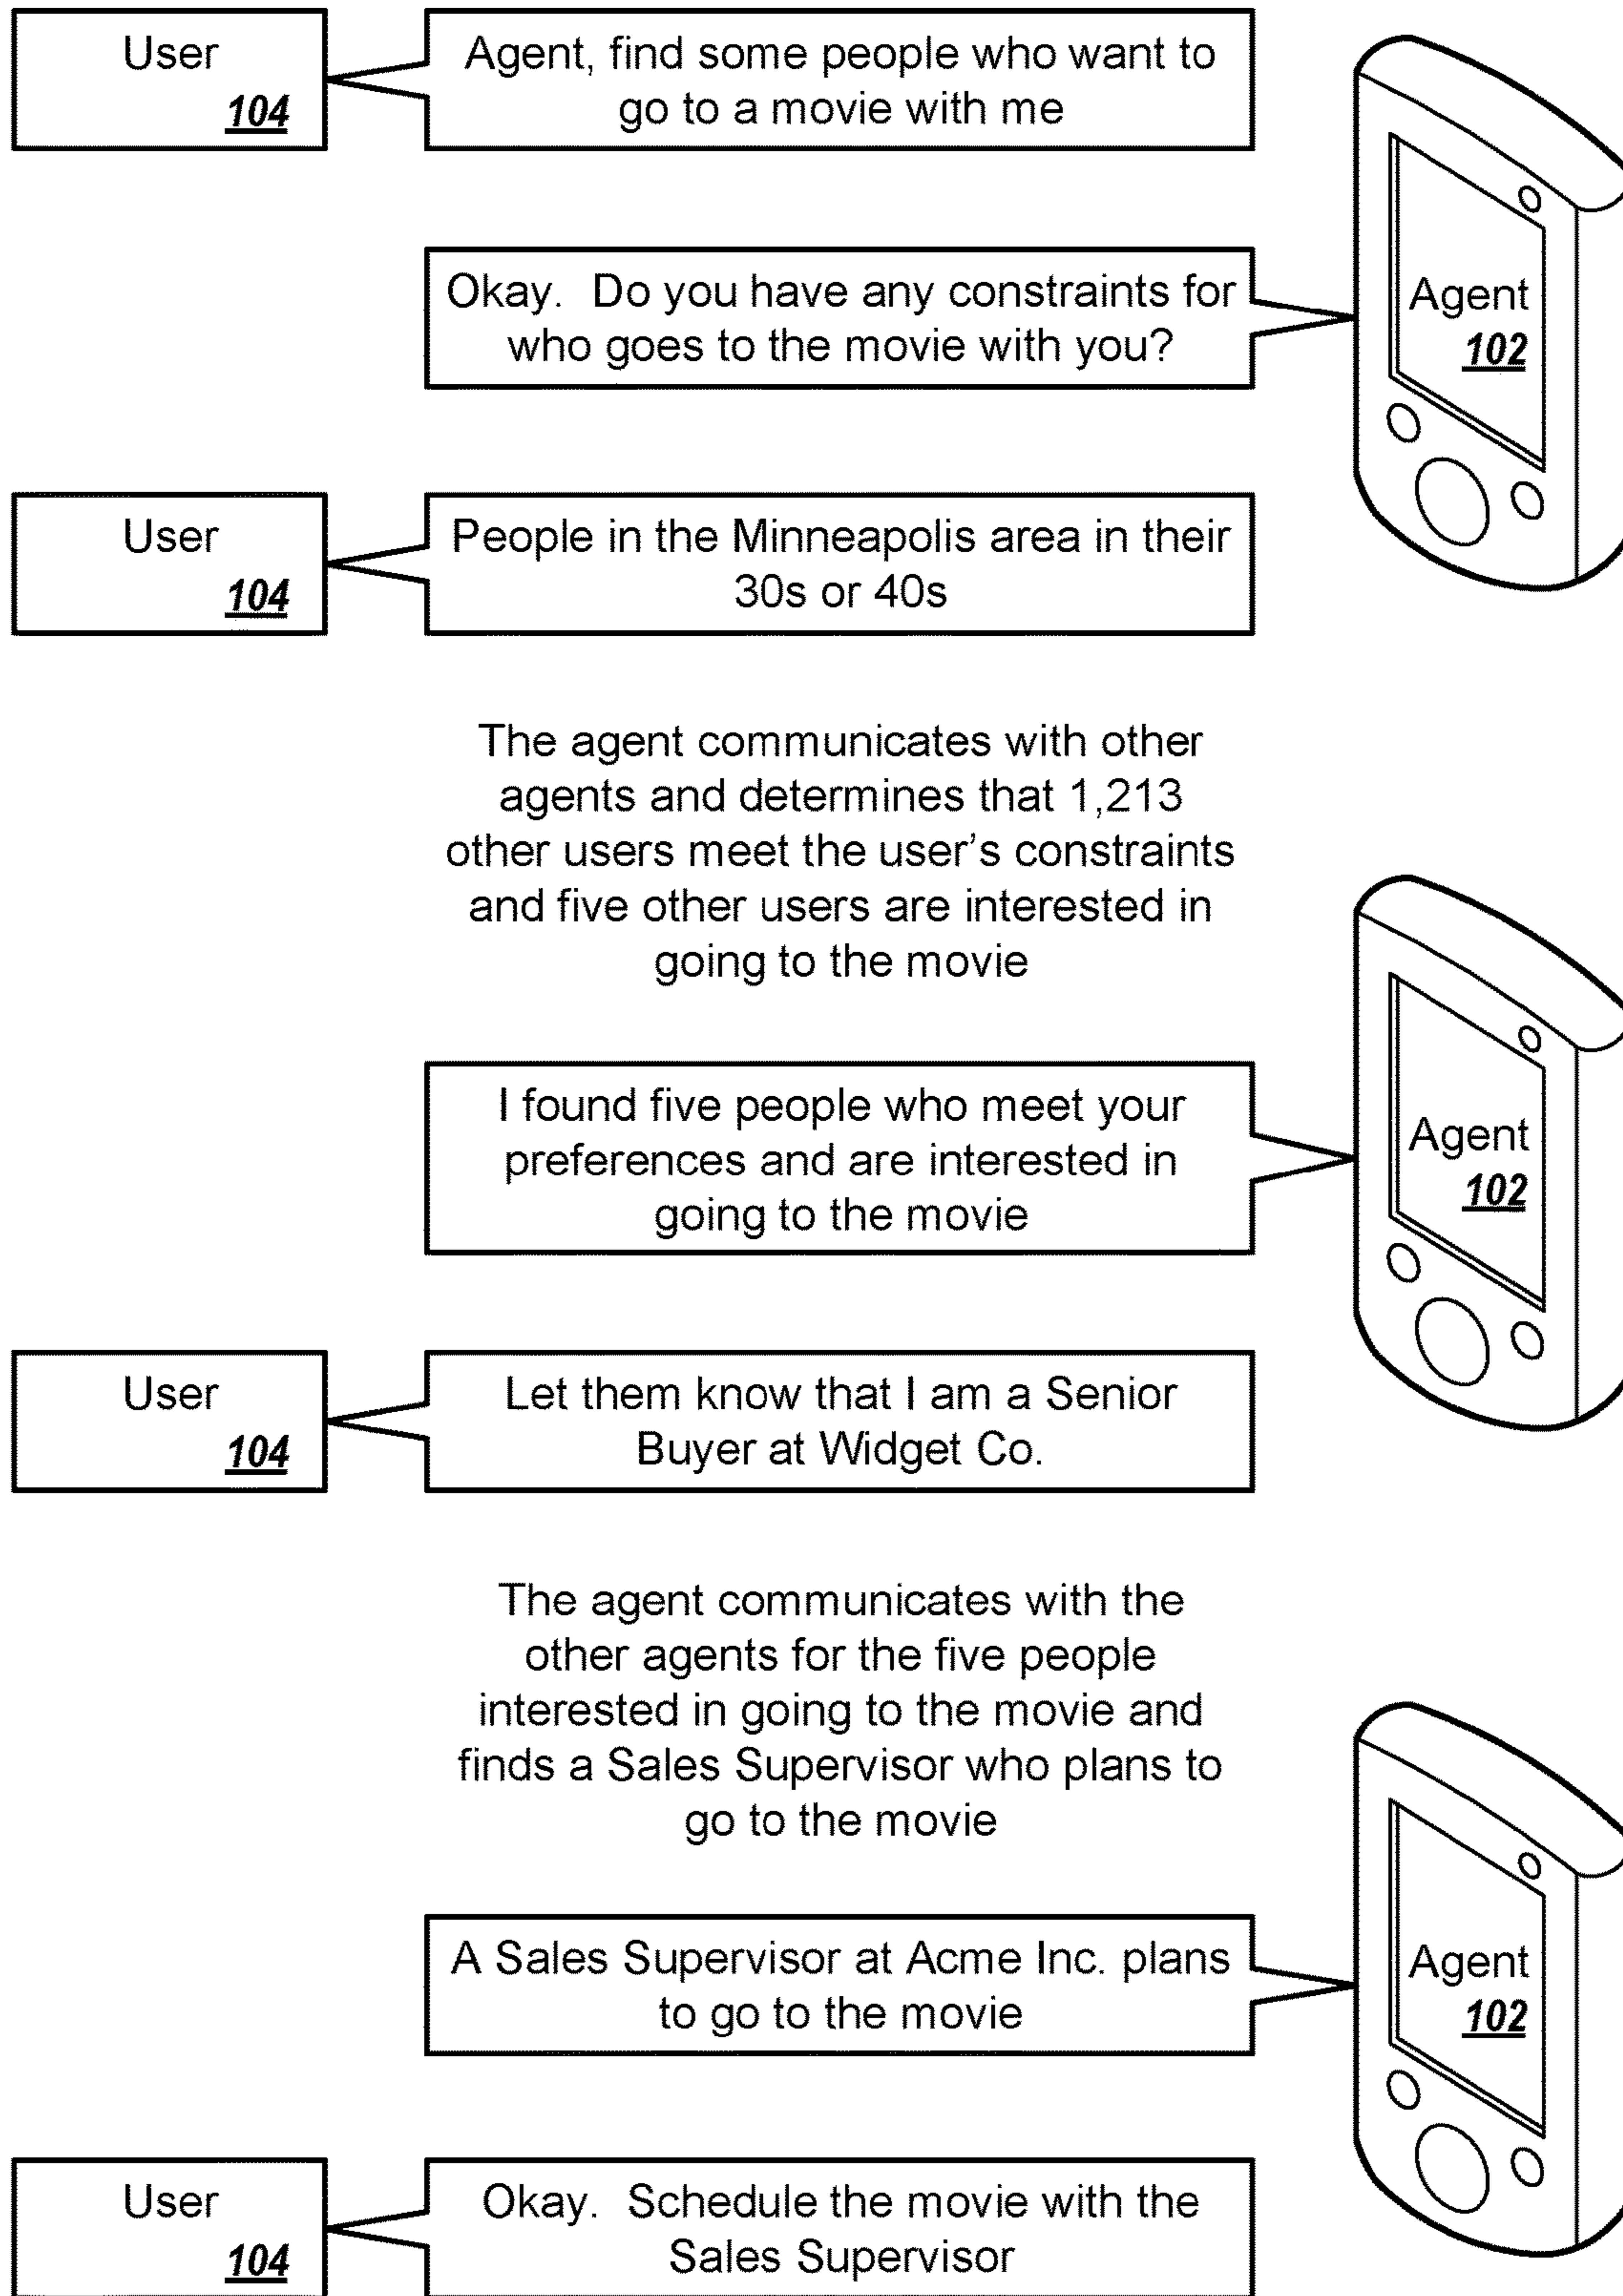 User
104
Agent, find some people who want to
go to a movie with me
Okay.  Do you have any constraints for
who goes to the movie with you?
Agent
102
User
104
People in the Minneapolis area in their
30s or 40s
The agent communicates with other
agents and determines that 1,213
other users meet the user's constraints
and five other users are interested in
going to the movie
I found five people who meet your
preferences and are interested in
going to the movie
Agent
102
User
104
Let them know that I am a Senior
Buyer at Widget Co.
The agent communicates with the
other agents for the five people
interested in going to the movie and
finds a Sales Supervisor who plans to
go to the movie
A Sales Supervisor at Acme Inc. plans
to go to the movie
Agent
102
User
104
Okay.  Schedule the movie with the
Sales Supervisor